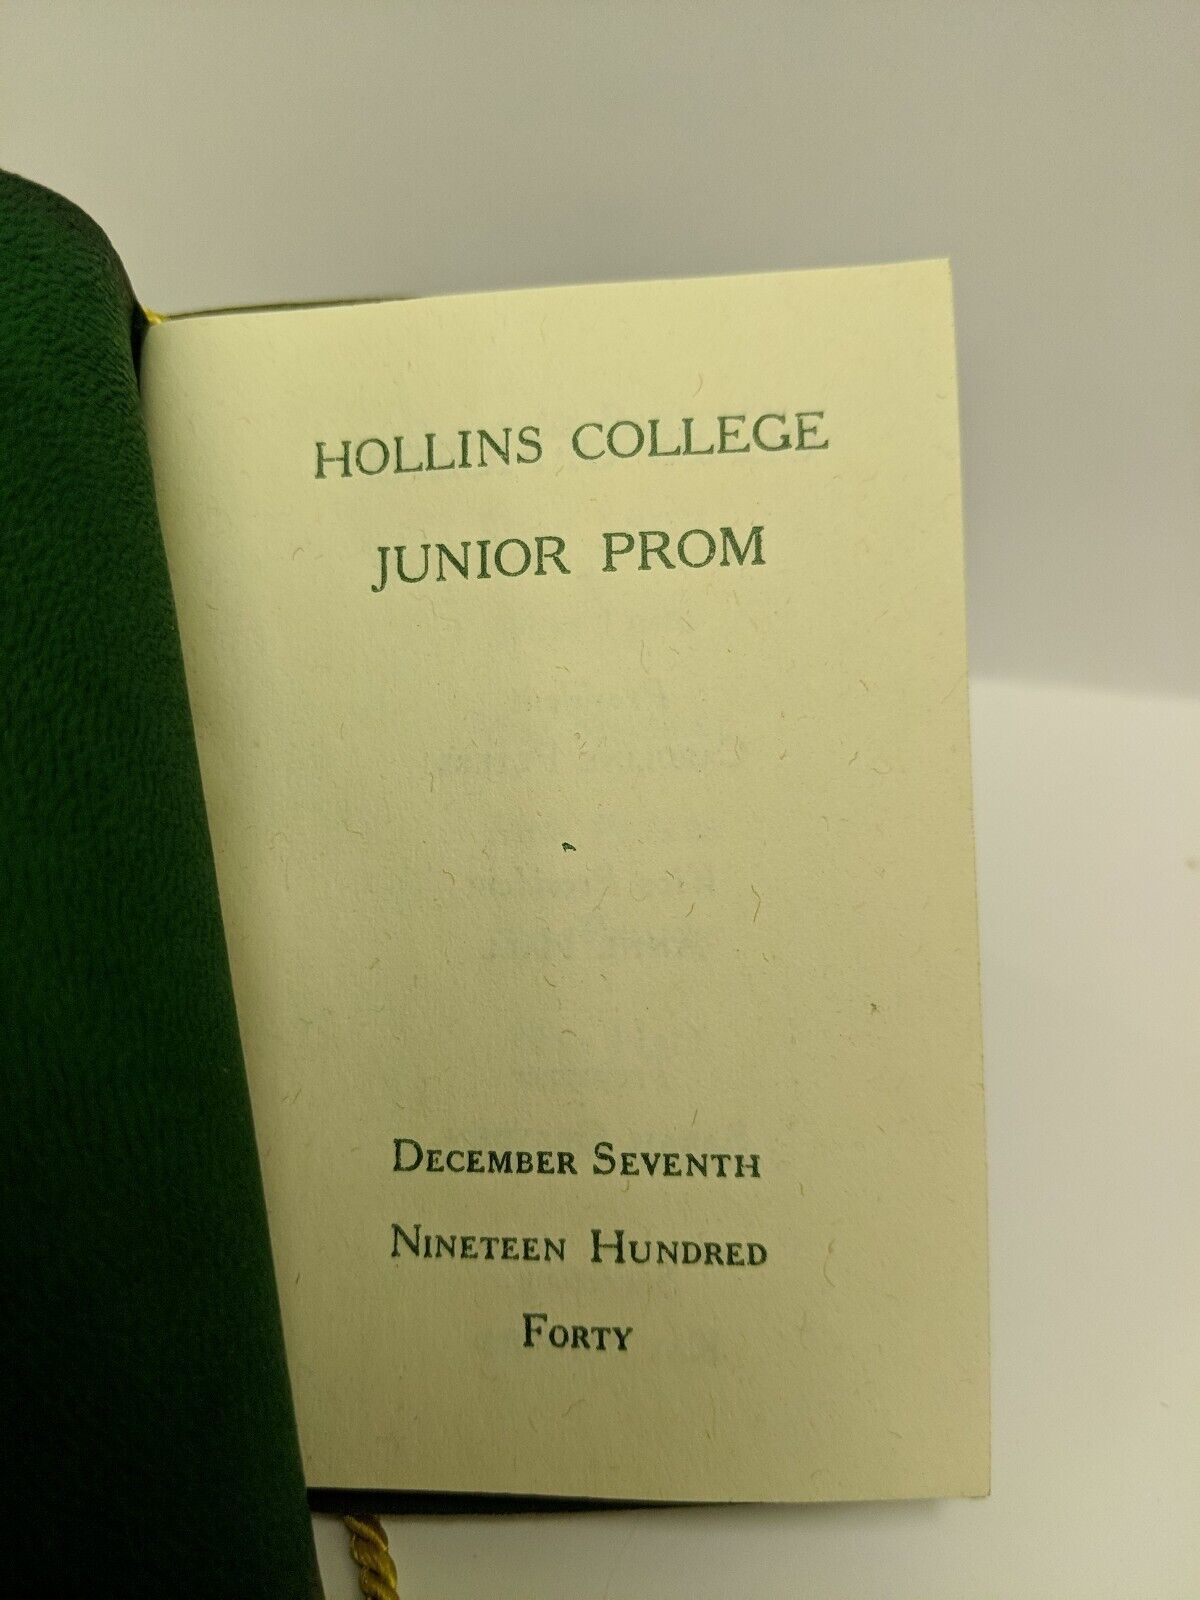 HOLLINS COLLEGE
JUNIOR PROM
DECEMBER SEVENTH
NINETEEN HUNDRED
FORTY